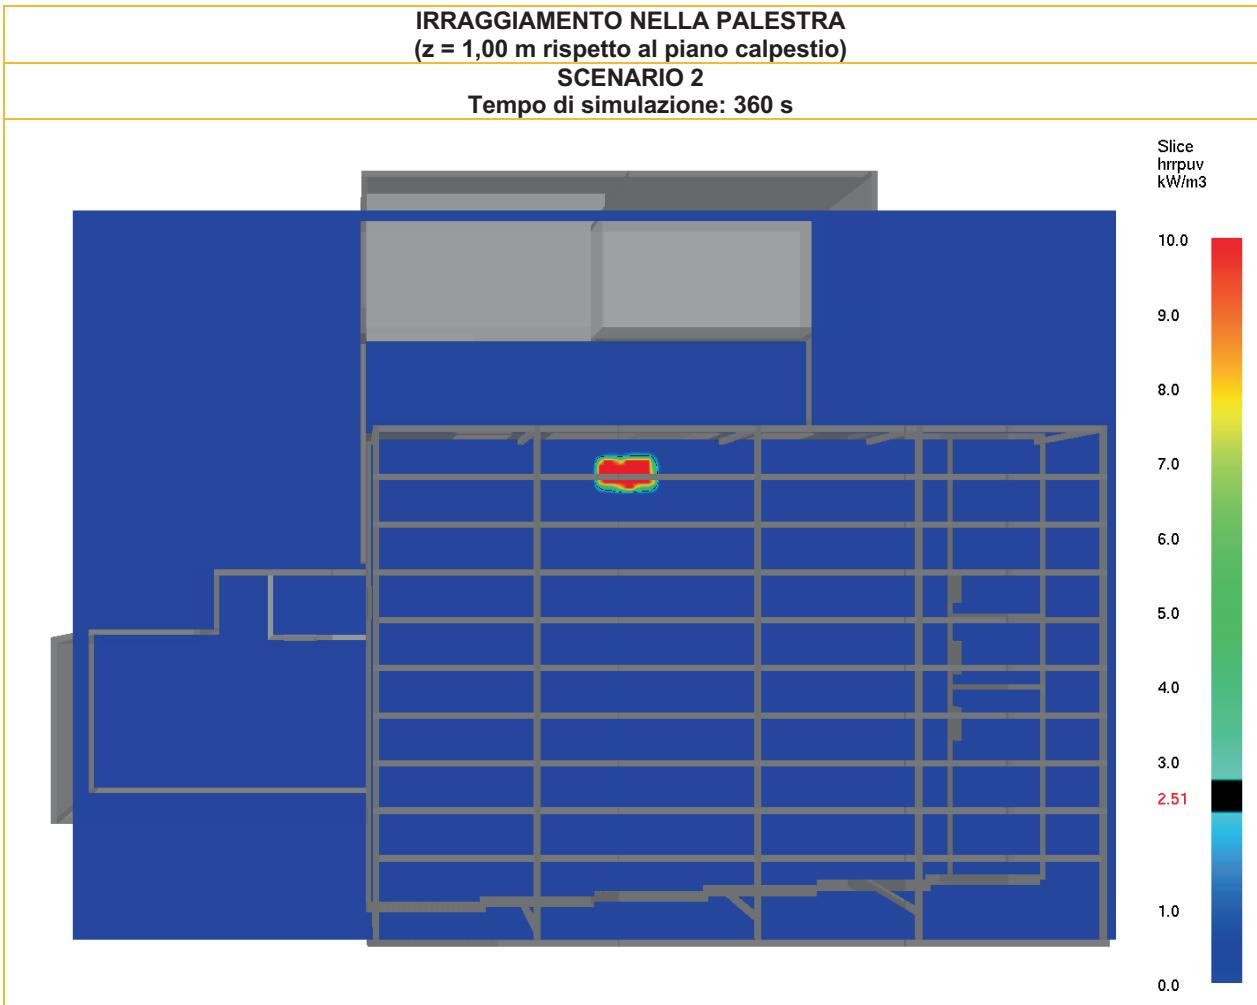 IRRAGGIAMENTO NELLA PALESTRA
(z = 1,00 m rispetto al piano calpestio)
SCENARIO 2
Tempo di simulazione: 360 s
Slice
hrrpuv
kW/m3
10.0
9.0
8.0
7.0
6.0
5.0
4.0
3.0
2.51
1.0
0.0